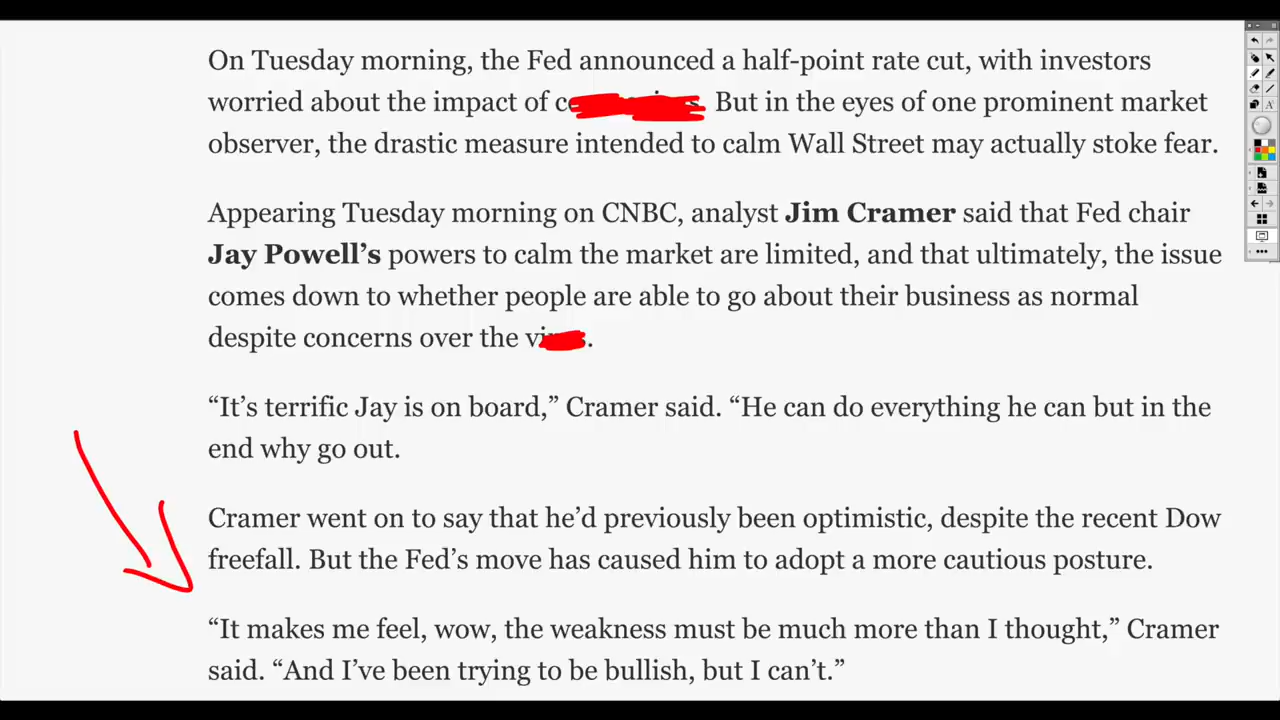 On Tuesday morning, the Fed announced a half-point rate cut, with investors
worried about the impact of But in the eyes of one prominent market
observer, the drastic measure intended to calm Wall Street may actually stoke fear.
Appearing Tuesday morning on CNBC, analyst Jim Cramer said that Fed chair
Jay Powell’s powers to calm the market are limited, and that ultimately, the issue
comes down to whether people are able to go about their business as normal
despite concerns over the
“It’s terrific Jay is on board,” Cramer said. “He can do everything he can but in the
end why go out.
Cramer went on to say that he’d previously been optimistic, despite the recent Dow
freefall. But the Fed’s move has caused him to adopt a more cautious posture.
“It makes me feel, wow, the weakness must be much more than I thought,” Cramer
said. “And I’ve been trying to be bullish, but I can’t.”